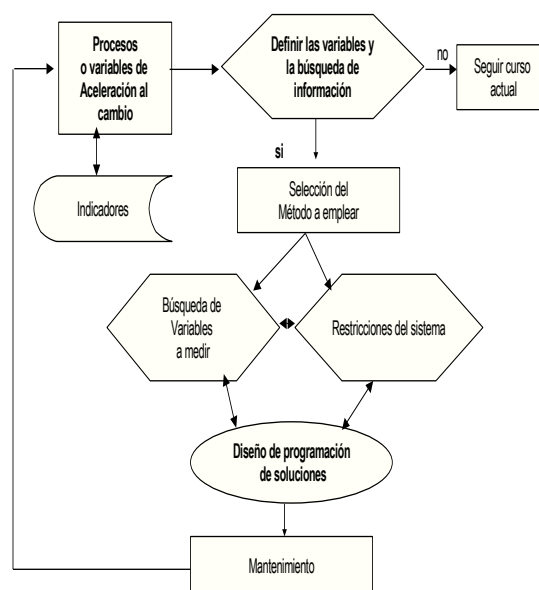 Procesos
o variables de
Aceleración al
cambio
Definir las variables y
la búsqueda de
información
no
Seguir curso
actual
si
Indicadores
Selección del
Método a emplear
Búsqueda de
Variables
a medir
Restricciones del sistema
Diseño de programación
de soluciones
Mantenimiento